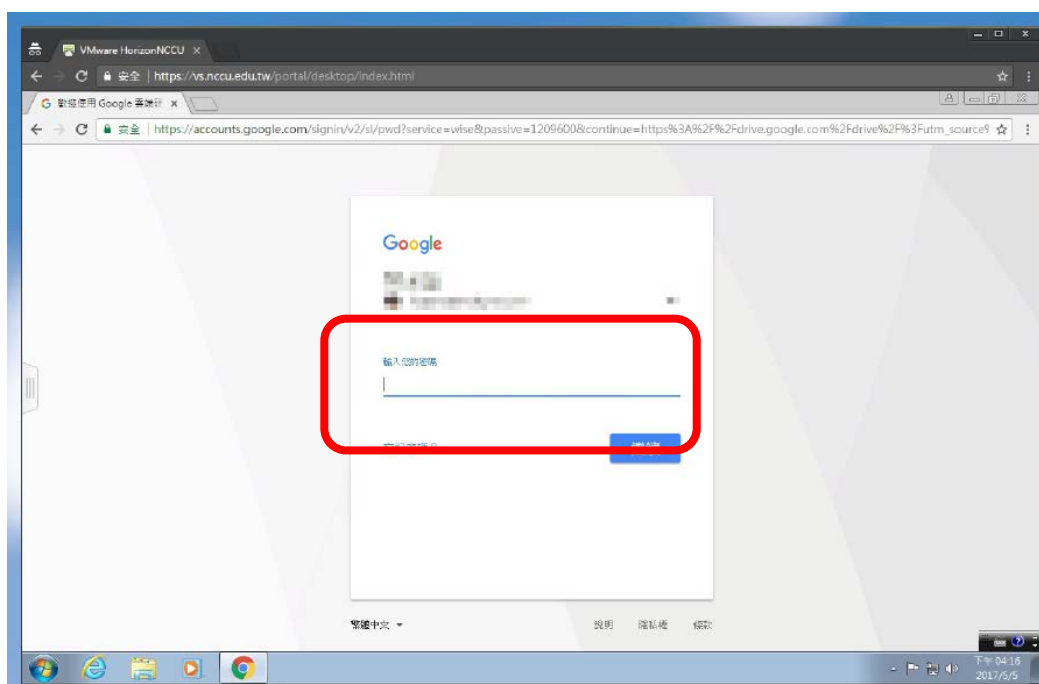 VMware HorizonNCCU
安全 | https://vs.nccu.edu.tw/portal/desktop/index.html
歡迎使用 Google 雲端硬
安全 | https://accounts.google.com/signin/v2/sl/pwd?service=wise&passive=1209600&continue=https%3A%2F%2Fdrive.google.com%2Fdrive%2F%3Futm_source
Google
輸入您的密碼
繁體中文
說明 隱私權 條款
下午 04:16
2017/5/5